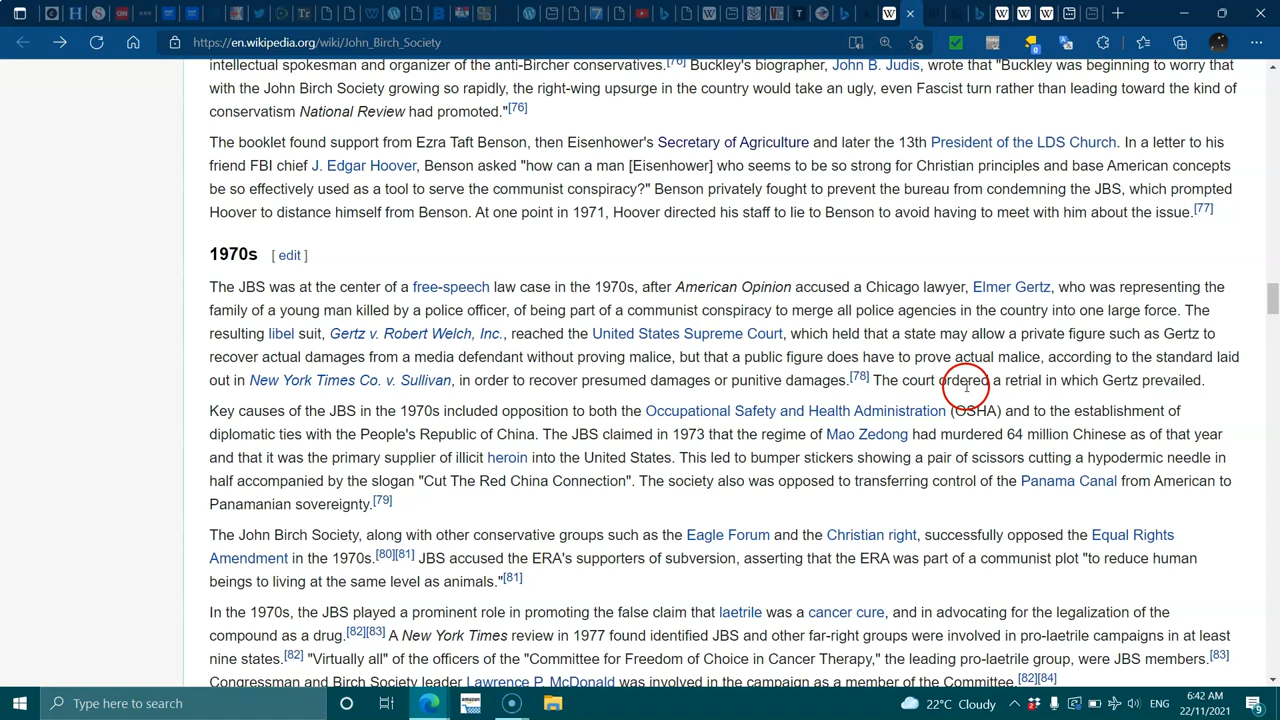 https://en.wikipedia.org/wiki/John_Birch_Society
intellectual spokesman and organizer of the anti-Bircher conservatives.[76] Buckley's biographer, John B. Judis, wrote that "Buckley was beginning to worry that
with the John Birch Society growing so rapidly, the right-wing upsurge in the country would take an ugly, even Fascist turn rather than leading toward the kind of
conservatism National Review had promoted."[76]
The booklet found support from Ezra Taft Benson, then Eisenhower's Secretary of Agriculture and later the 13th President of the LDS Church. In a letter to his
friend FBI chief J. Edgar Hoover, Benson asked "how can a man [Eisenhower] who seems to be so strong for Christian principles and base American concepts
be so effectively used as a tool to serve the communist conspiracy?" Benson privately fought to prevent the bureau from condemning the JBS, which prompted
Hoover to distance himself from Benson. At one point in 1971, Hoover directed his staff to lie to Benson to avoid having to meet with him about the issue.[77]
1970s [ edit ]
The JBS was at the center of a free-speech law case in the 1970s, after American Opinion accused a Chicago lawyer, Elmer Gertz, who was representing the
family of a young man killed by a police officer, of being part of a communist conspiracy to merge all police agencies in the country into one large force. The
resulting libel suit, Gertz v. Robert Welch, Inc., reached the United States Supreme Court, which held that a state may allow a private figure such as Gertz to
recover actual damages from a media defendant without proving malice, but that a public figure does have to prove actual malice, according to the standard laid
out in New York Times Co. v. Sullivan, in order to recover presumed damages or punitive damages.[78] The court ordered a retrial in which Gertz prevailed.
Key causes of the JBS in the 1970s included opposition to both the Occupational Safety and Health Administration (OSHA) and to the establishment of
diplomatic ties with the People's Republic of China. The JBS claimed in 1973 that the regime of Mao Zedong had murdered 64 million Chinese as of that year
and that it was the primary supplier of illicit heroin into the United States. This led to bumper stickers showing a pair of scissors cutting a hypodermic needle in
half accompanied by the slogan "Cut The Red China Connection". The society also was opposed to transferring control of the Panama Canal from American to
Panamanian sovereignty.[79]
The John Birch Society, along with other conservative groups such as the Eagle Forum and the Christian right, successfully opposed the Equal Rights
Amendment in the 1970s.[80][81] JBS accused the ERA's supporters of subversion, asserting that the ERA was part of a communist plot "to reduce human
beings to living at the same level as animals."[81]
In the 1970s, the JBS played a prominent role in promoting the false claim that laetrile was a cancer cure, and in advocating for the legalization of the
compound as a drug.[82][83] A New York Times review in 1977 found identified JBS and other far-right groups were involved in pro-laetrile campaigns in at least
nine states.[82] "Virtually all" of the officers of the "Committee for Freedom of Choice in Cancer Therapy," the leading pro-laetrile group, were JBS members.[83]
Congressman and Birch Society leader Lawrence P. McDonald was involved in the campaign as a member of the Committee.[82][84]
Type here to search
22°C Cloudy
ENG
6:42 AM
22/11/2021